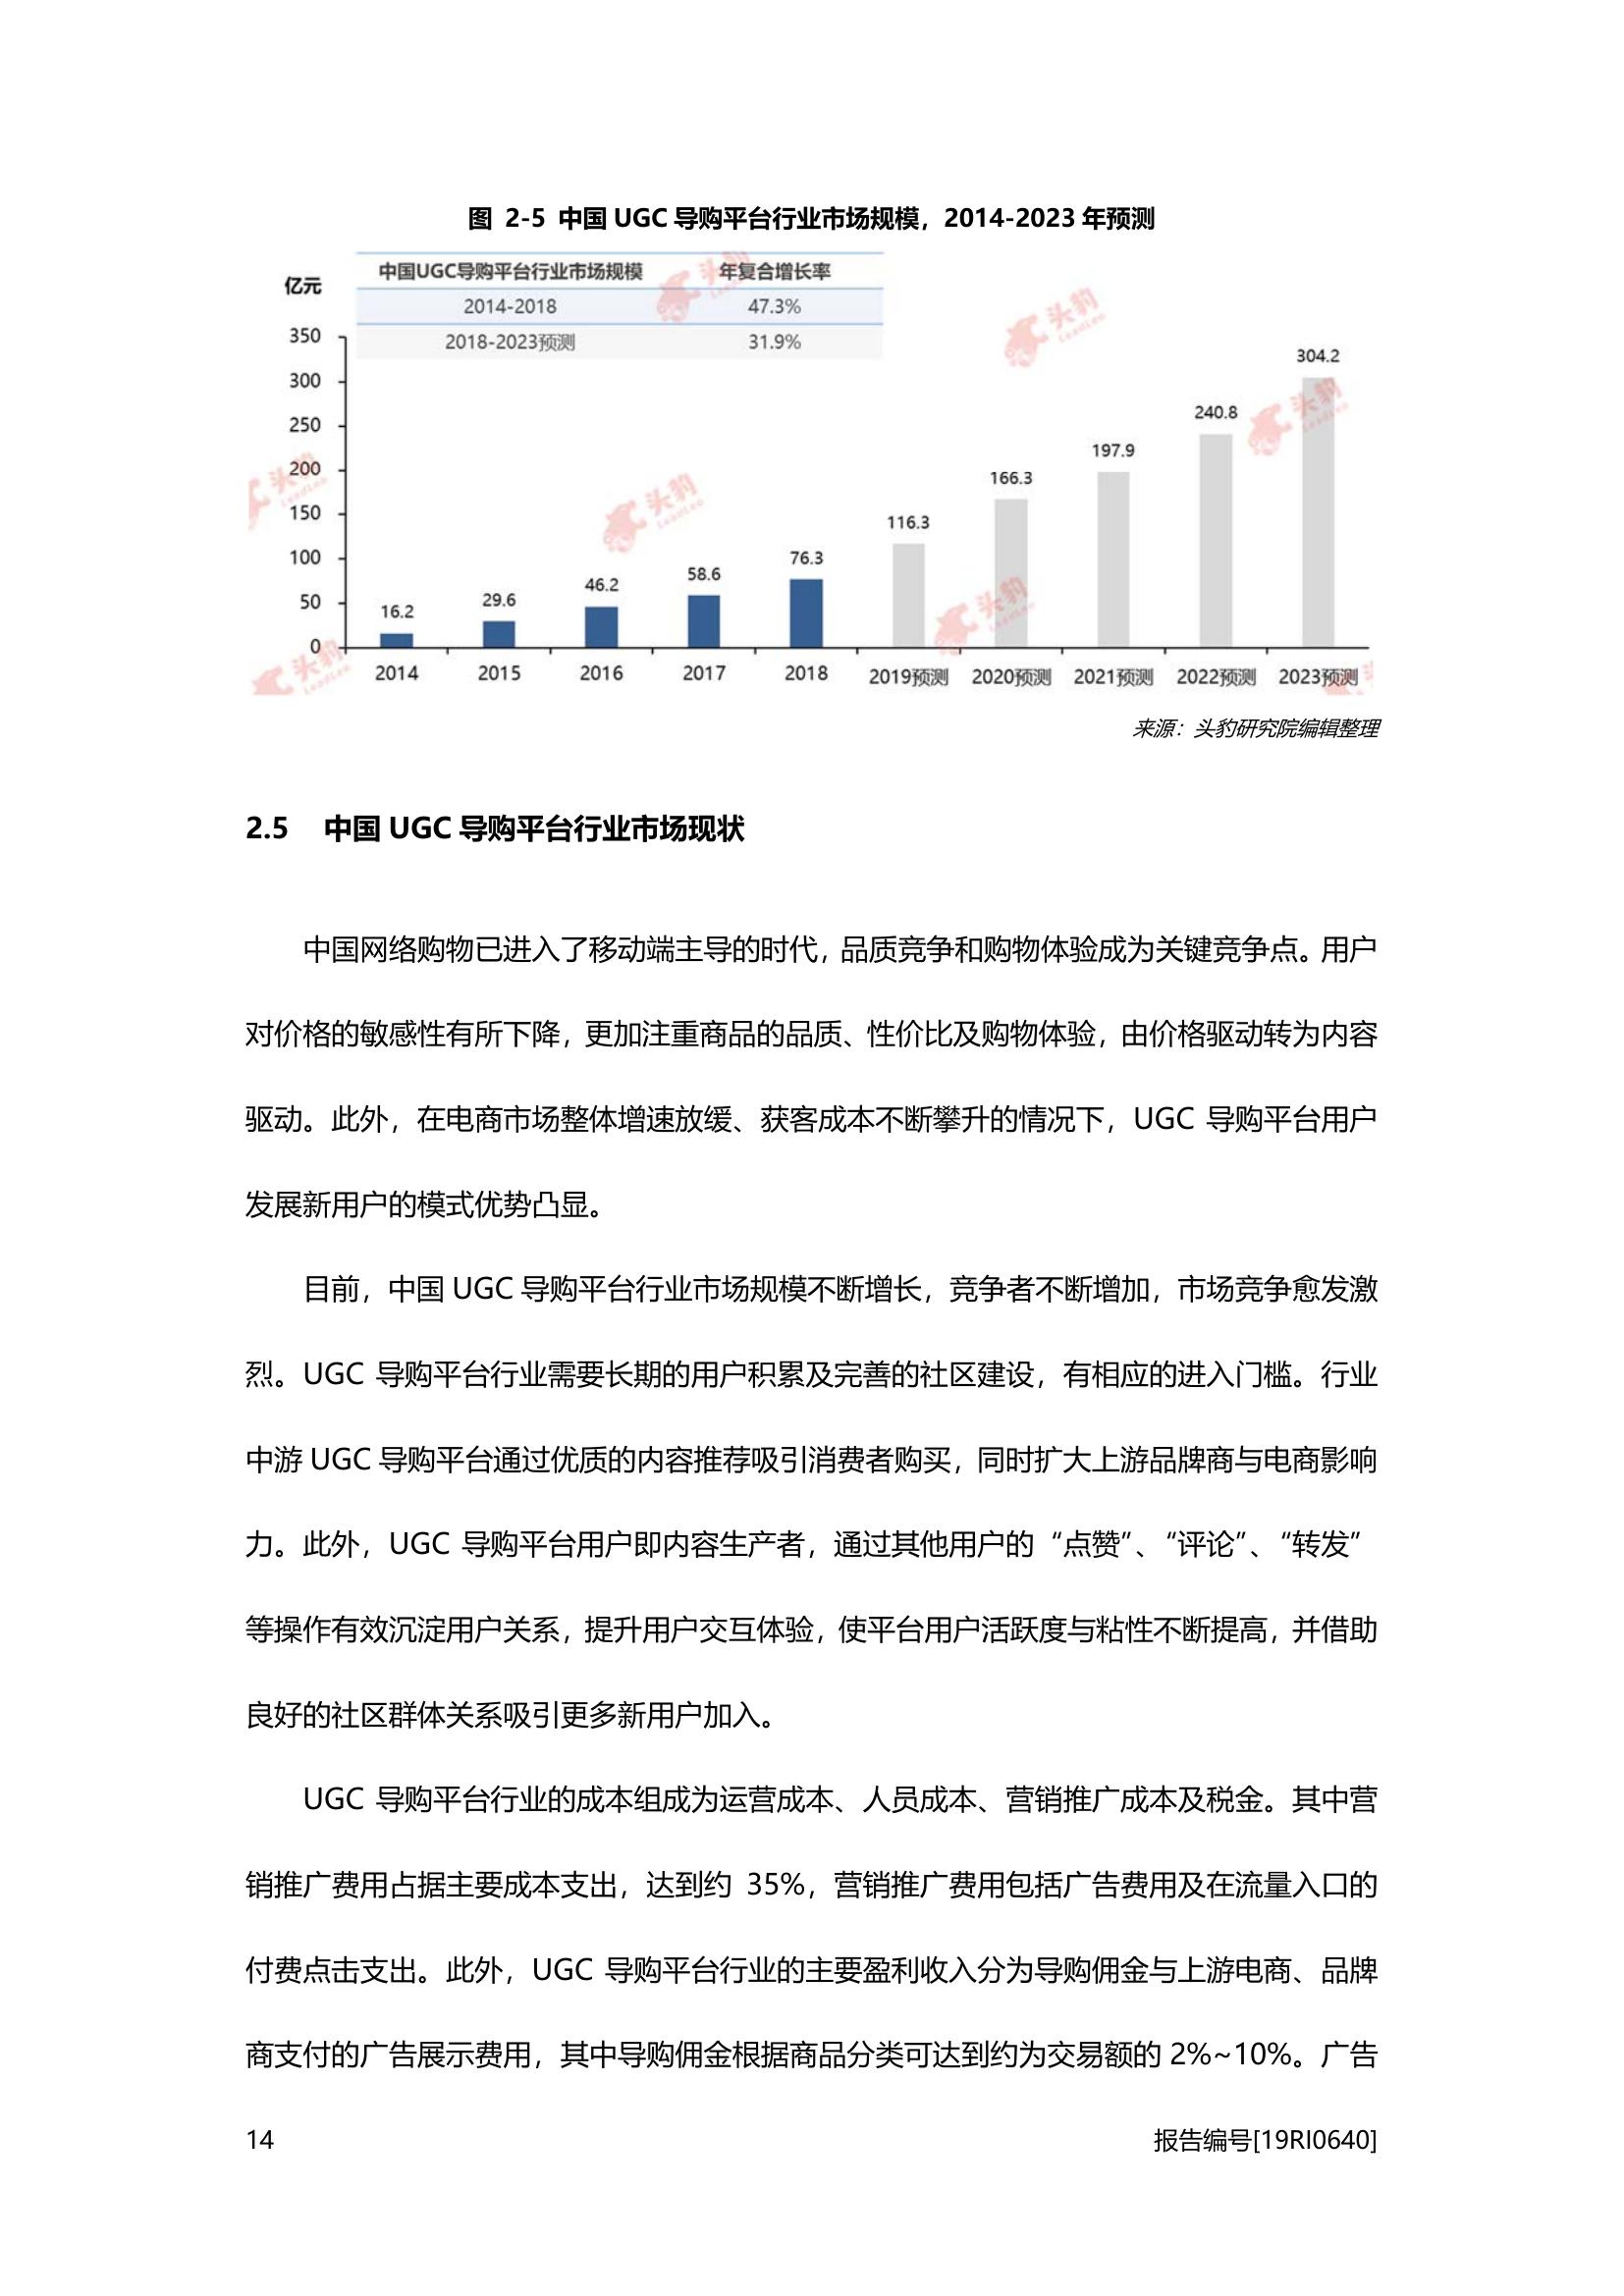 图 2-5 中国 UGC 导购平台行业市场规模，2014-2023 年预测
中国UGC导购平台行业市场规模 年复合增长率
2014-2018 47.3%
2018-2023预测 31.9%
亿元
350
300
250
200
150
100
50
0
16.2
29.6
46.2
58.6
76.3
116.3
166.3
197.9
240.8
304.2
2014 2015 2016 2017 2018 2019预测 2020预测 2021预测 2022预测 2023预测
头豹
LeadLeo
来源：头豹研究院编辑整理
2.5 中国 UGC 导购平台行业市场现状
中国网络购物已进入了移动端主导的时代，品质竞争和购物体验成为关键竞争点。用户
对价格的敏感性有所下降，更加注重商品的品质、性价比及购物体验，由价格驱动转为内容
驱动。此外，在电商市场整体增速放缓、获客成本不断攀升的情况下，UGC 导购平台用户
发展新用户的模式优势凸显。
目前，中国 UGC 导购平台行业市场规模不断增长，竞争者不断增加，市场竞争愈发激
烈。UGC 导购平台行业需要长期的用户积累及完善的社区建设，有相应的进入门槛。行业
中游 UGC 导购平台通过优质的内容推荐吸引消费者购买，同时扩大上游品牌商与电商影响
力。此外，UGC 导购平台用户即内容生产者，通过其他用户的“点赞”、“评论”、“转发”
等操作有效沉淀用户关系，提升用户交互体验，使平台用户活跃度与粘性不断提高，并借助
良好的社区群体关系吸引更多新用户加入。
UGC 导购平台行业的成本组成为运营成本、人员成本、营销推广成本及税金。其中营
销推广费用占据主要成本支出，达到约 35%，营销推广费用包括广告费用及在流量入口的
付费点击支出。此外，UGC 导购平台行业的主要盈利收入分为导购佣金与上游电商、品牌
商支付的广告展示费用，其中导购佣金根据商品分类可达到约为交易额的 2%~10%。广告
14 报告编号[19RI0640]